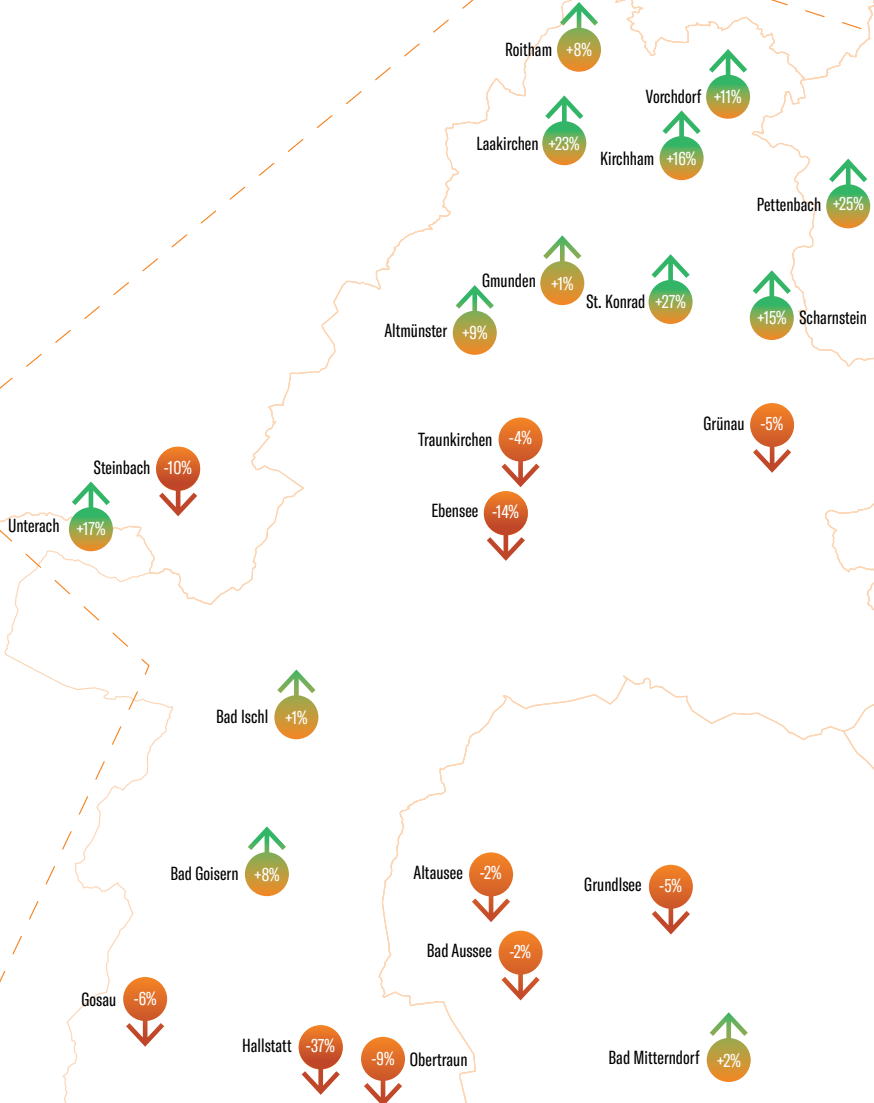 Roitham +8%
Vorchdorf +11%
Laakirchen +23%
Kirchham +16%
Pettenbach +25%
Gmunden +1%
St. Konrad +27%
+15% Scharnstein
Altmünster +9%
Grünau -5%
Traunkirchen -4%
Steinbach -10%
Ebensee -14%
Unterach +17%
Bad Ischl +1%
Bad Goisern +8%
Altausee -2%
Grundlsee -5%
Bad Aussee -2%
Gosau -6%
Hallstatt -37%
-9% Obertraun
Bad Mitterndorf +2%